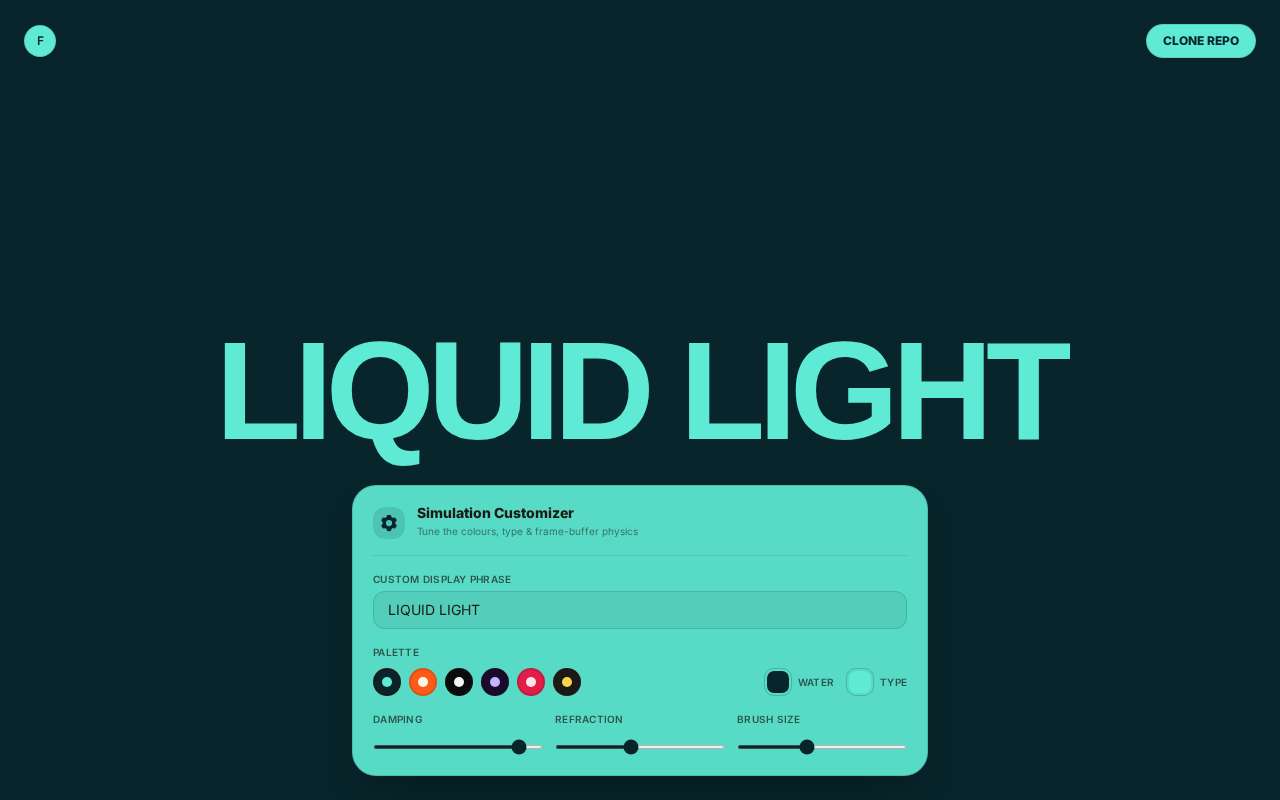 F
CLONE REPO
LIQUID LIGHT
Simulation Customizer
Tune the colours, type & frame-buffer physics
CUSTOM DISPLAY PHRASE
LIQUID LIGHT
PALETTE
WATER
TYPE
DAMPING
REFRACTION
BRUSH SIZE